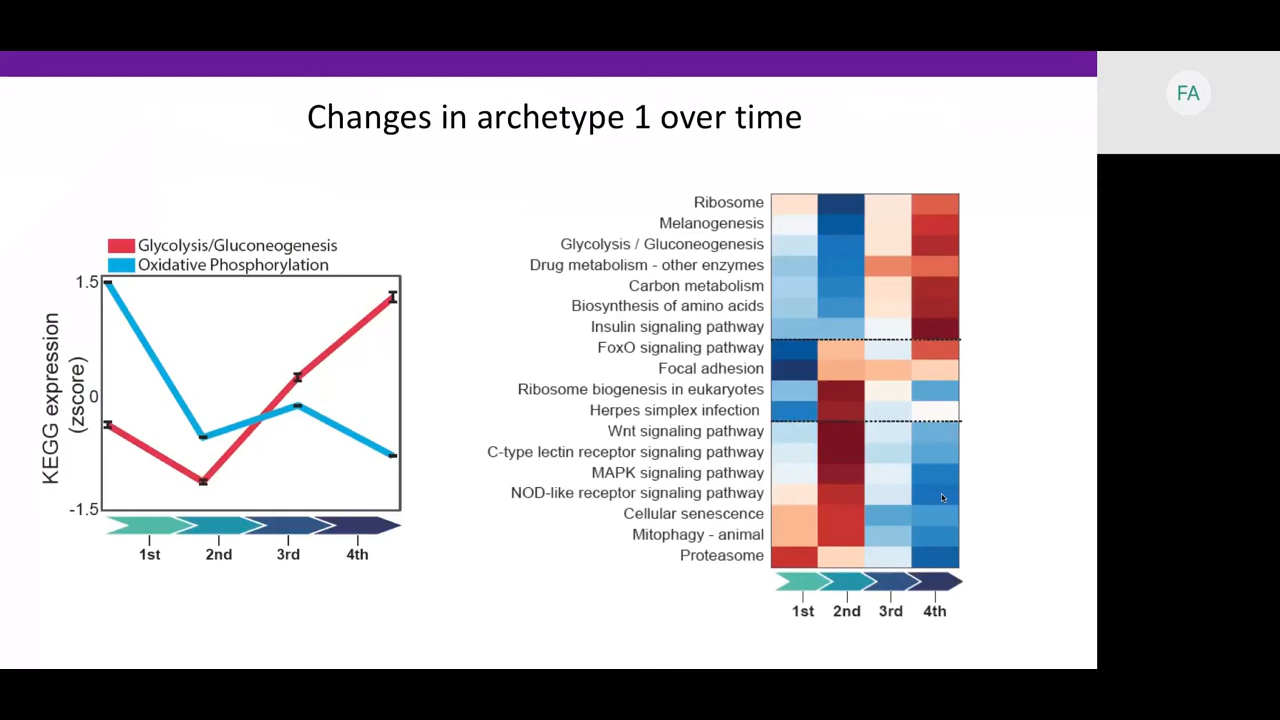 FA
Changes in archetype 1 over time
Glycolysis/Gluconeogenesis
Oxidative Phosphorylation
KEGG expression
(zscore)
1.5
0
-1.5
1st 2nd 3rd 4th
Ribosome
Melanogenesis
Glycolysis / Gluconeogenesis
Drug metabolism - other enzymes
Carbon metabolism
Biosynthesis of amino acids
Insulin signaling pathway
FoxO signaling pathway
Focal adhesion
Ribosome biogenesis in eukaryotes
Herpes simplex infection
Wnt signaling pathway
C-type lectin receptor signaling pathway
MAPK signaling pathway
NOD-like receptor signaling pathway
Cellular senescence
Mitophagy - animal
Proteasome
1st 2nd 3rd 4th